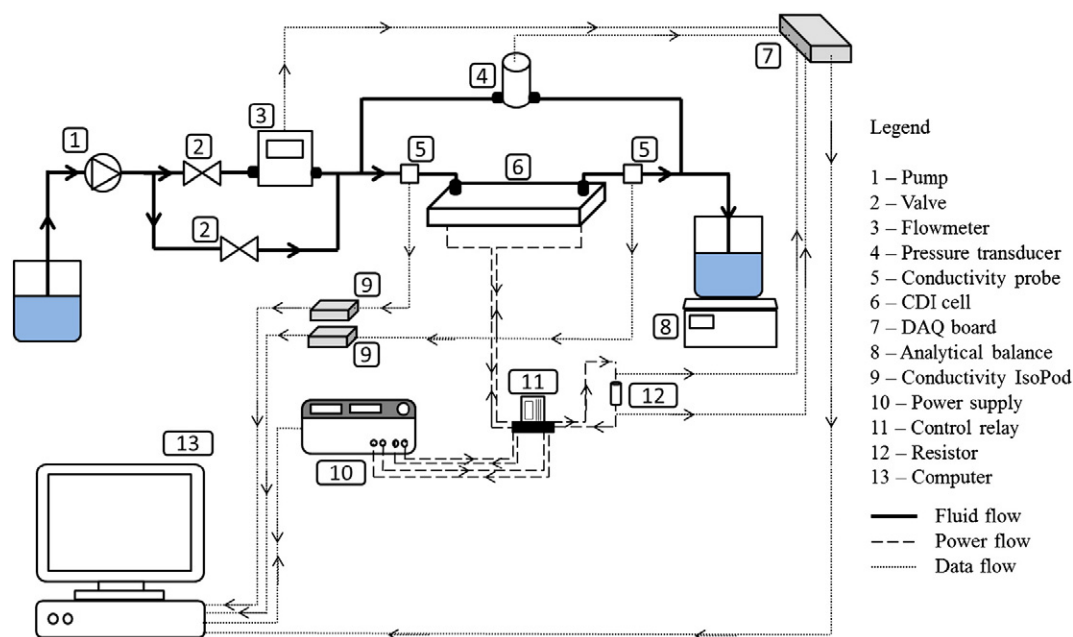 4
7
3
1
2
5
6
5
2
9
8
9
11
12
13
10
Legend
1 – Pump
2 – Valve
3 – Flowmeter
4 – Pressure transducer
5 – Conductivity probe
6 – CDI cell
7 – DAQ board
8 – Analytical balance
9 – Conductivity IsoPod
10 – Power supply
11 – Control relay
12 – Resistor
13 – Computer
Fluid flow
Power flow
Data flow